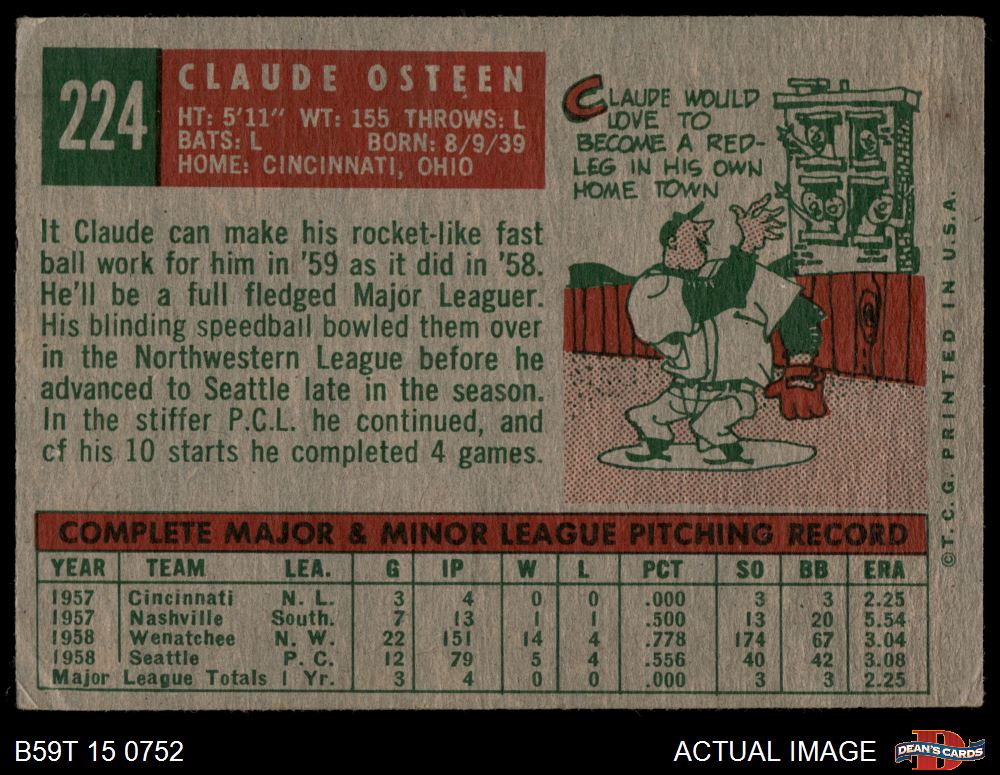 224
CLAUDE OSTEEN
HT: 5'11" WT: 155 THROWS: L
BATS: L BORN: 8/9/39
HOME: CINCINNATI, OHIO
CLAUDE WOULD
LOVE TO
BECOME A RED-
LEG IN HIS OWN
HOME TOWN
It Claude can make his rocket-like fast
ball work for him in '59 as it did in '58.
He'll be a full fledged Major Leaguer.
His blinding speedball bowled them over
in the Northwestern League before he
advanced to Seattle late in the season.
In the stiffer P.C.L. he continued, and
cf his 10 starts he completed 4 games.
© T. C. G. PRINTED IN U.S.A.
COMPLETE MAJOR & MINOR LEAGUE PITCHING RECORD
YEAR TEAM LEA. G IP W L PCT SO BB ERA
1957 Cincinnati N. L. 3 4 0 0 .000 3 3 2.25
1957 Nashville South. 7 13 1 1 .500 13 20 5.54
1958 Wenatchee N. W. 22 151 14 4 .778 174 67 3.04
1958 Seattle P. C. 12 79 5 4 .556 40 42 3.08
Major League Totals 1 Yr. 3 4 0 0 .000 3 3 2.25
B59T 15 0752
ACTUAL IMAGE
DEAN'S CARDS